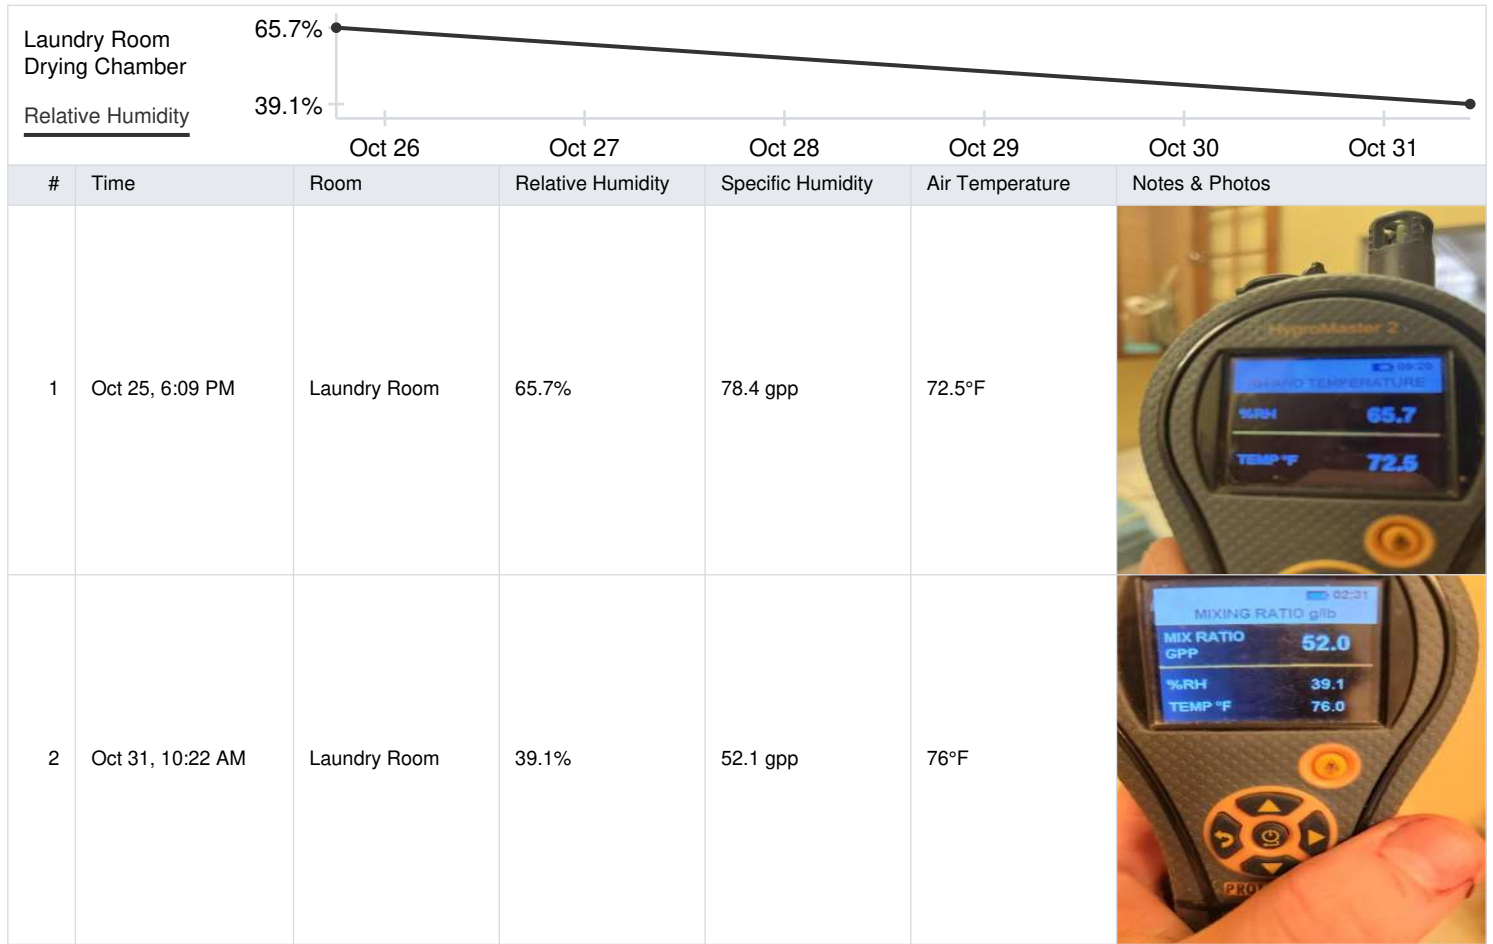 Laundry Room
Drying Chamber
Relative Humidity
65.7%
39.1%
Oct 26 Oct 27 Oct 28 Oct 29 Oct 30 Oct 31
# Time Room Relative Humidity Specific Humidity Air Temperature Notes & Photos
1 Oct 25, 6:09 PM Laundry Room 65.7% 78.4 gpp 72.5°F
HygroMaster 2
09:20
RH AND TEMPERATURE
%RH 65.7
TEMP °F 72.5
2 Oct 31, 10:22 AM Laundry Room 39.1% 52.1 gpp 76°F
02:31
MIXING RATIO g/lb
MIX RATIO
GPP 52.0
%RH 39.1
TEMP °F 76.0